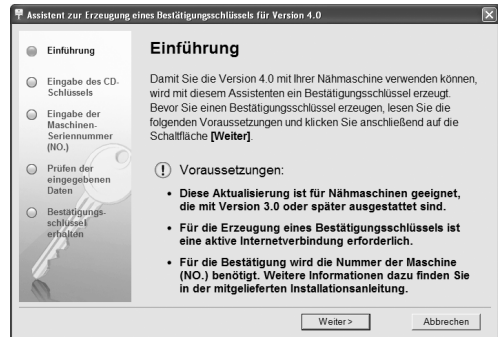 Assistent zur Erzeugung eines Bestätigungsschlüssels für Version 4.0
Einführung
Eingabe des CD-
Schlüssels
Eingabe der
Maschinen-
Seriennummer
(NO.)
Prüfen der
eingegebenen
Daten
Bestätigungs-
schlüssel
erhalten
Einführung
Damit Sie die Version 4.0 mit Ihrer Nähmaschine verwenden können,
wird mit diesem Assistenten ein Bestätigungsschlüssel erzeugt.
Bevor Sie einen Bestätigungsschlüssel erzeugen, lesen Sie die
folgenden Voraussetzungen und klicken Sie anschließend auf die
Schaltfläche [Weiter].
Voraussetzungen:
• Diese Aktualisierung ist für Nähmaschinen geeignet,
die mit Version 3.0 oder später ausgestattet sind.
• Für die Erzeugung eines Bestätigungsschlüssels ist
eine aktive Internetverbindung erforderlich.
• Für die Bestätigung wird die Nummer der Maschine
(NO.) benötigt. Weitere Informationen dazu finden Sie
in der mitgelieferten Installationsanleitung.
Weiter >
Abbrechen